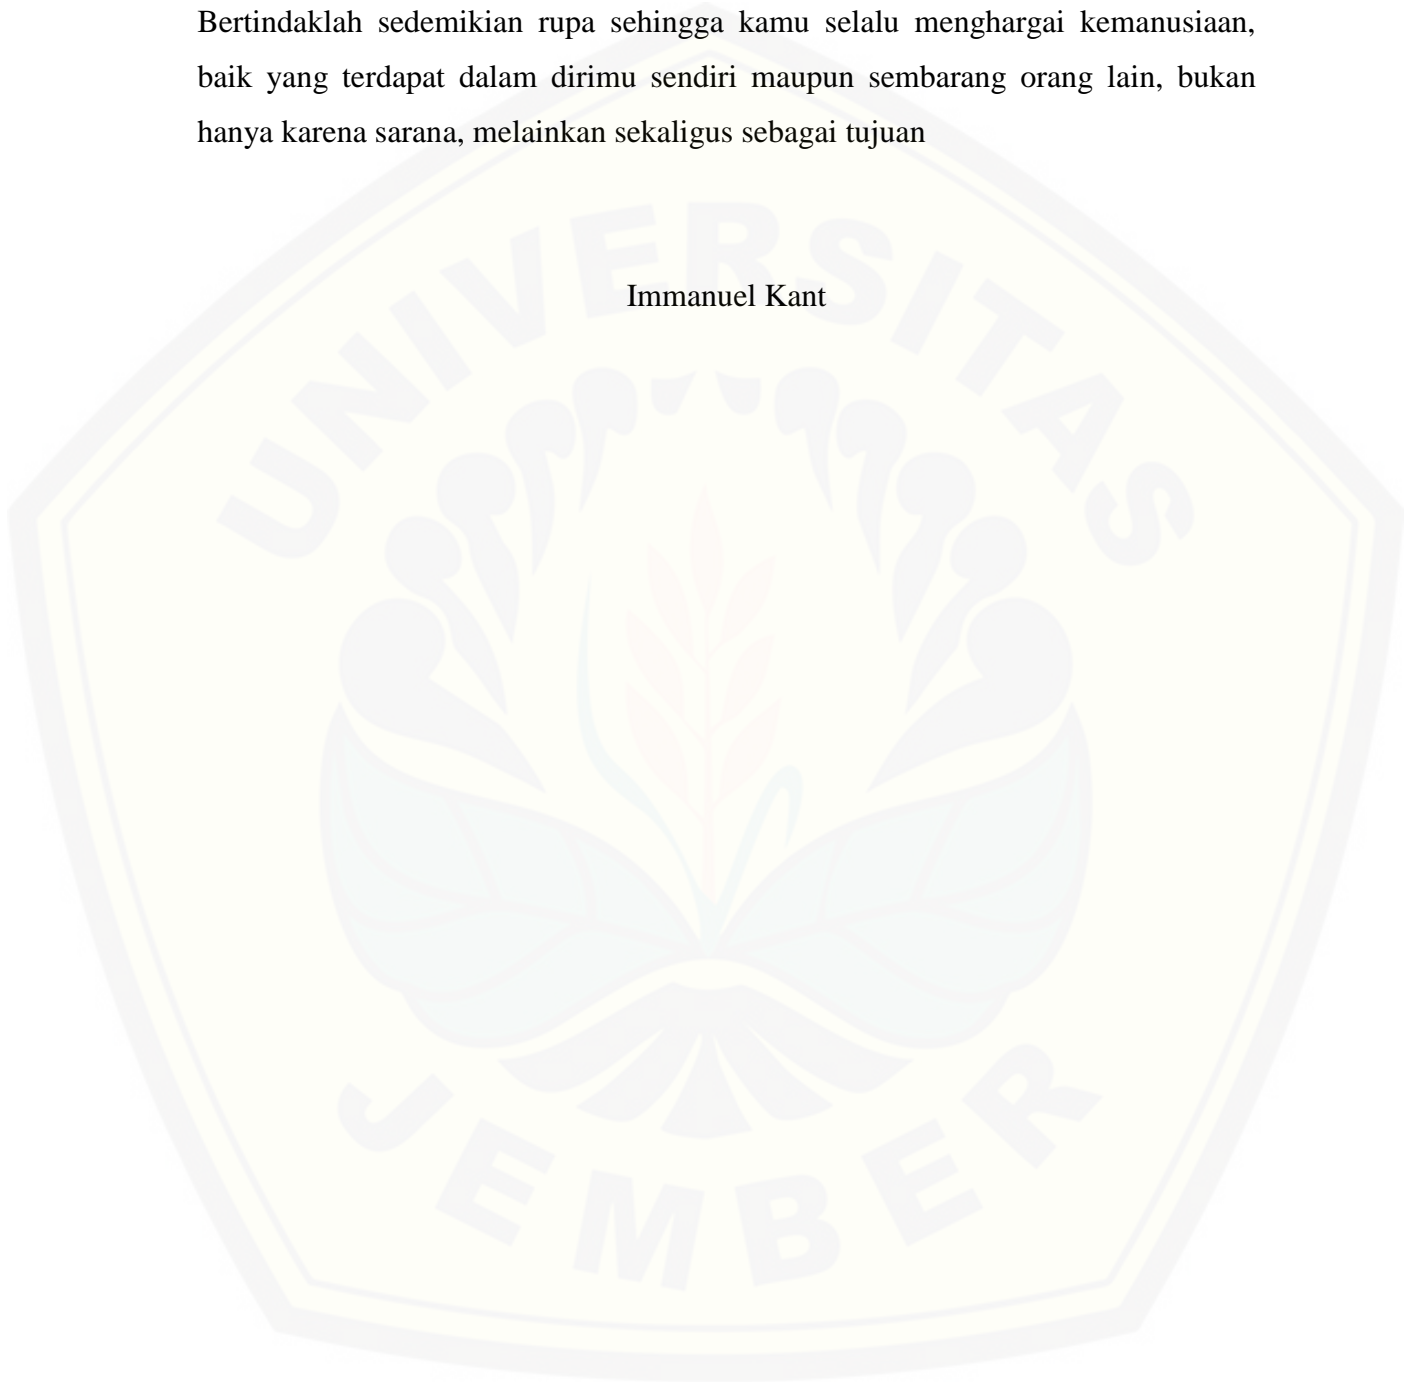 Bertindaklah sedemikian rupa sehingga kamu selalu menghargai kemanusiaan,
baik yang terdapat dalam dirimu sendiri maupun sembarang orang lain, bukan
hanya karena sarana, melainkan sekaligus sebagai tujuan
Immanuel Kant
UNIVERSITAS
JEMBER